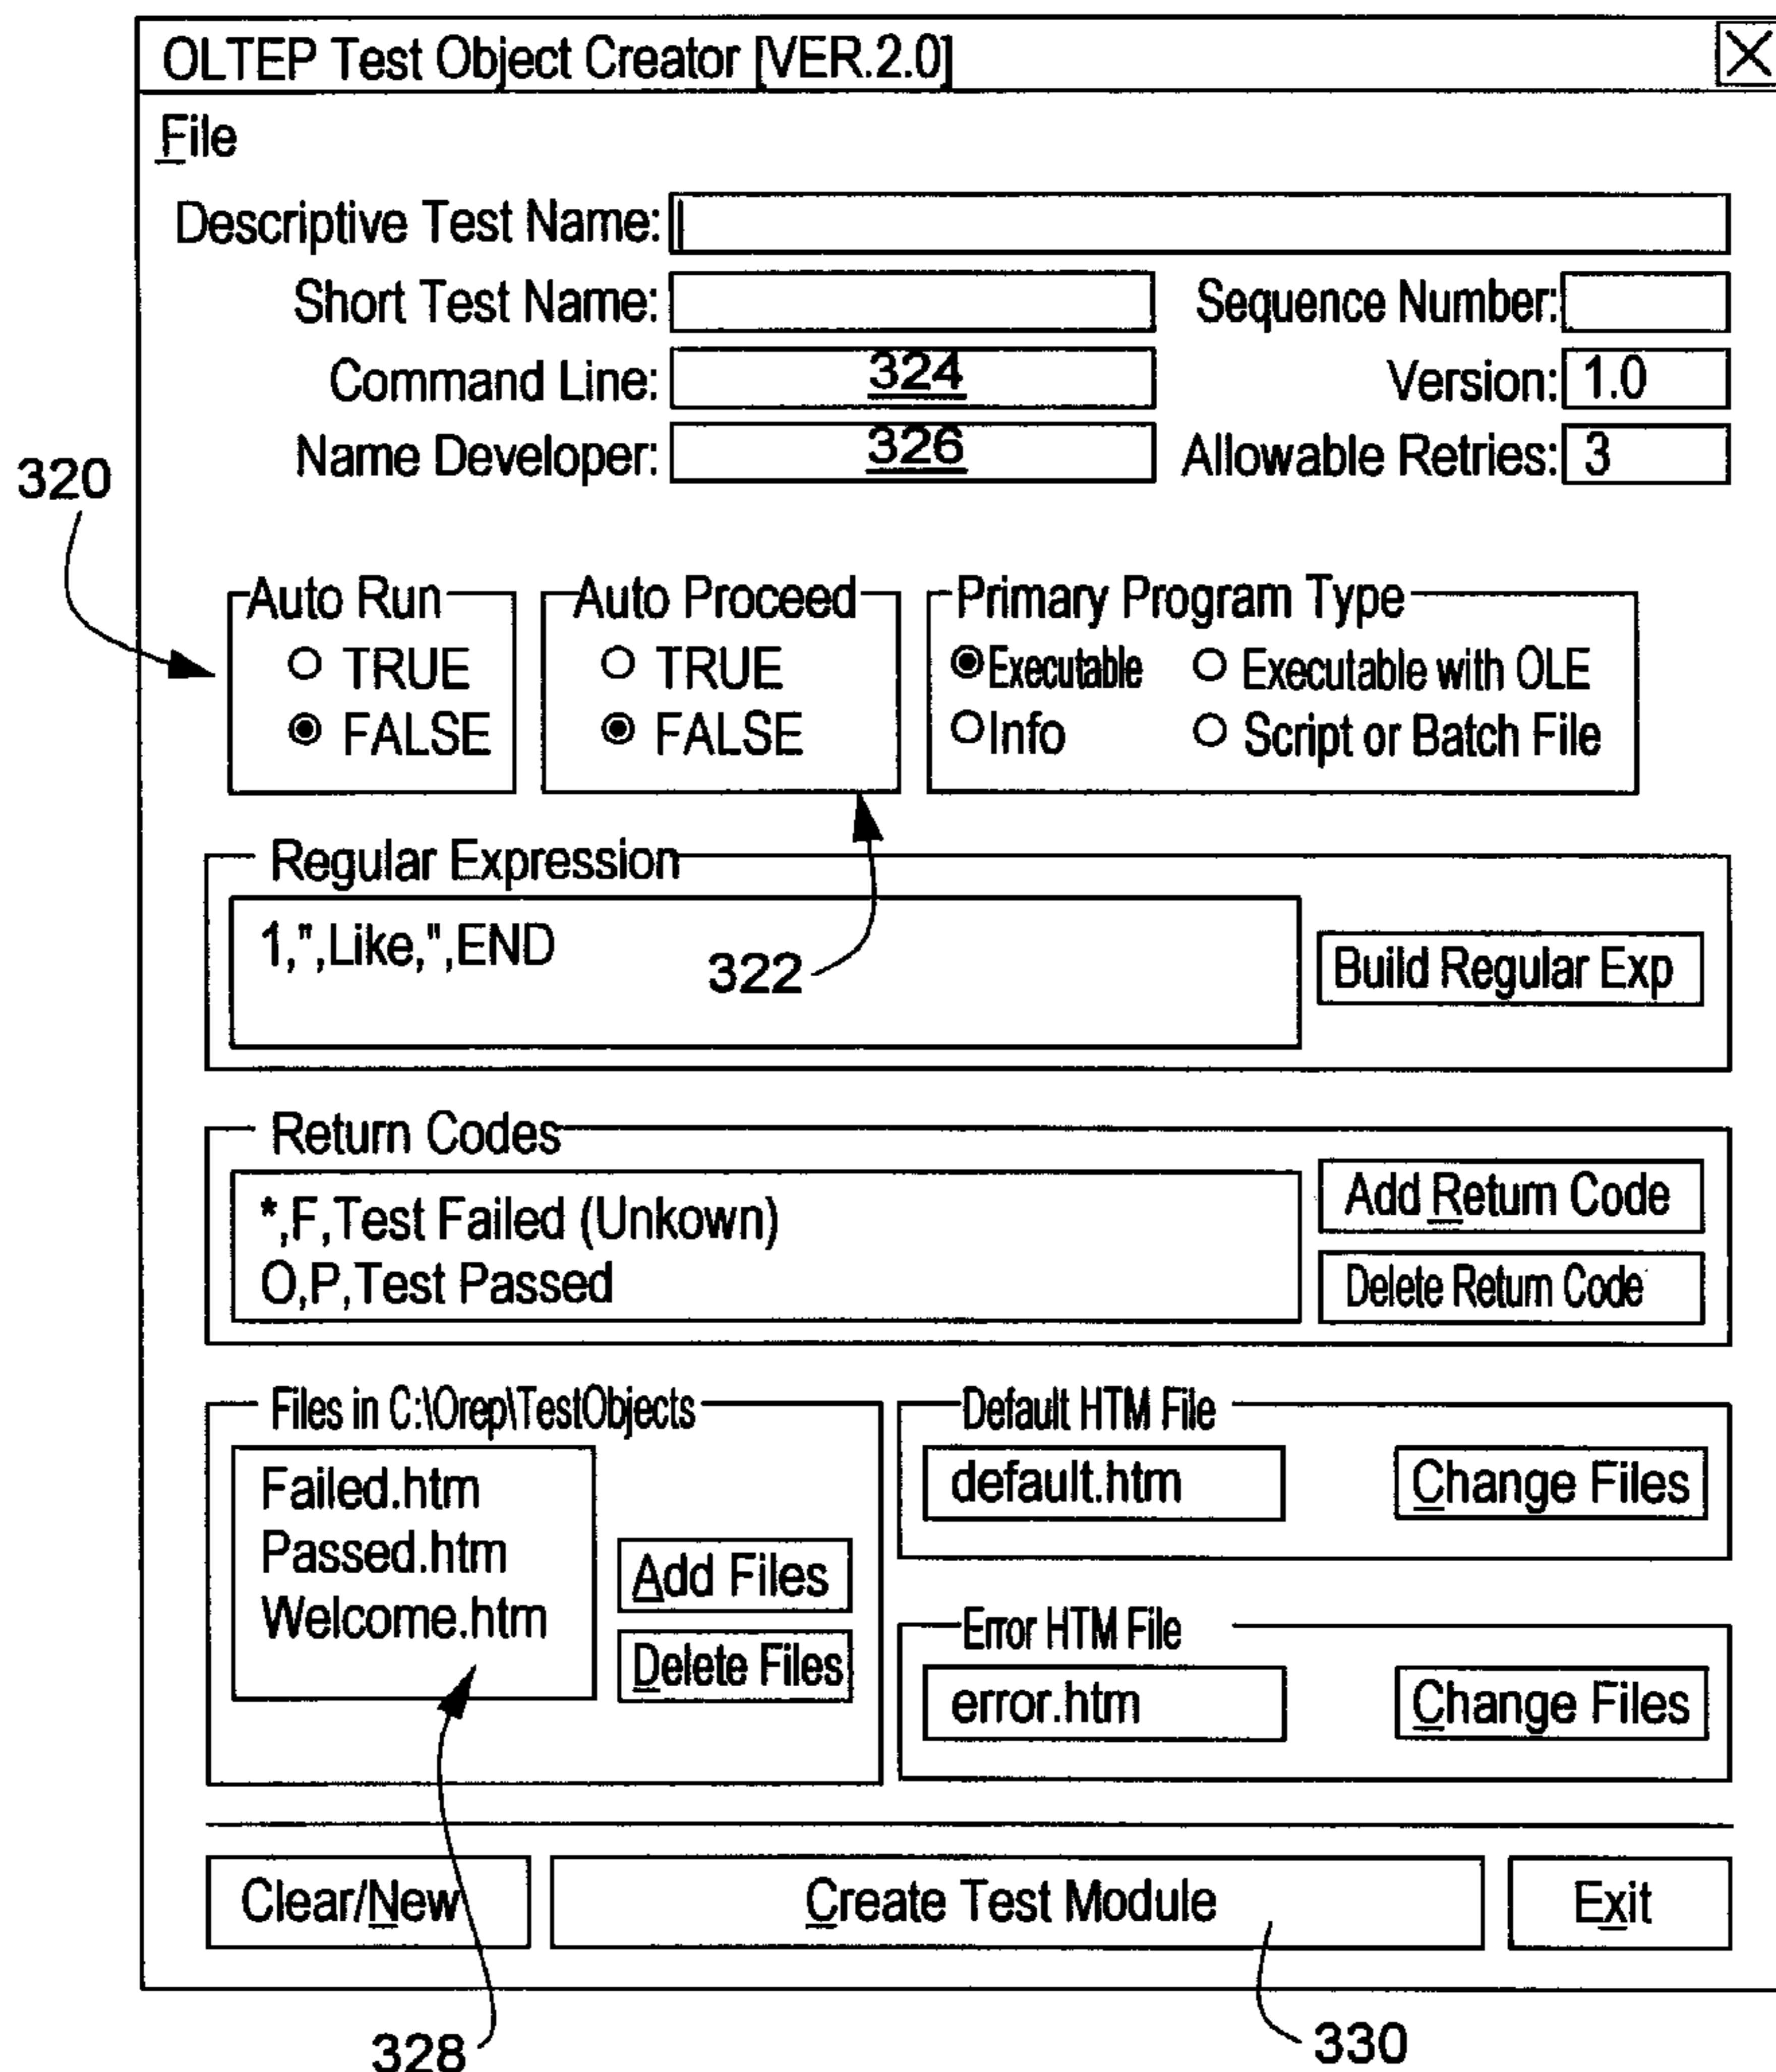 OLTEP Test Object Creator [VER.2.0]
File
Descriptive Test Name:
Short Test Name: Sequence Number:
Command Line: 324 Version: 1.0
Name Developer: 326 Allowable Retries: 3
320
Auto Run Auto Proceed Primary Program Type
TRUE TRUE Executable Executable with OLE
FALSE FALSE Info Script or Batch File
Regular Expression
1,",Like,",END
322
Build Regular Exp
Return Codes
*,F,Test Failed (Unkown)
O,P,Test Passed
Add Return Code
Delete Return Code
Files in C:\Orep\TestObjects
Failed.htm
Passed.htm
Welcome.htm
Add Files
Delete Files
Default HTM File
default.htm Change Files
Error HTM File
error.htm Change Files
Clear/New Create Test Module Exit
328 330